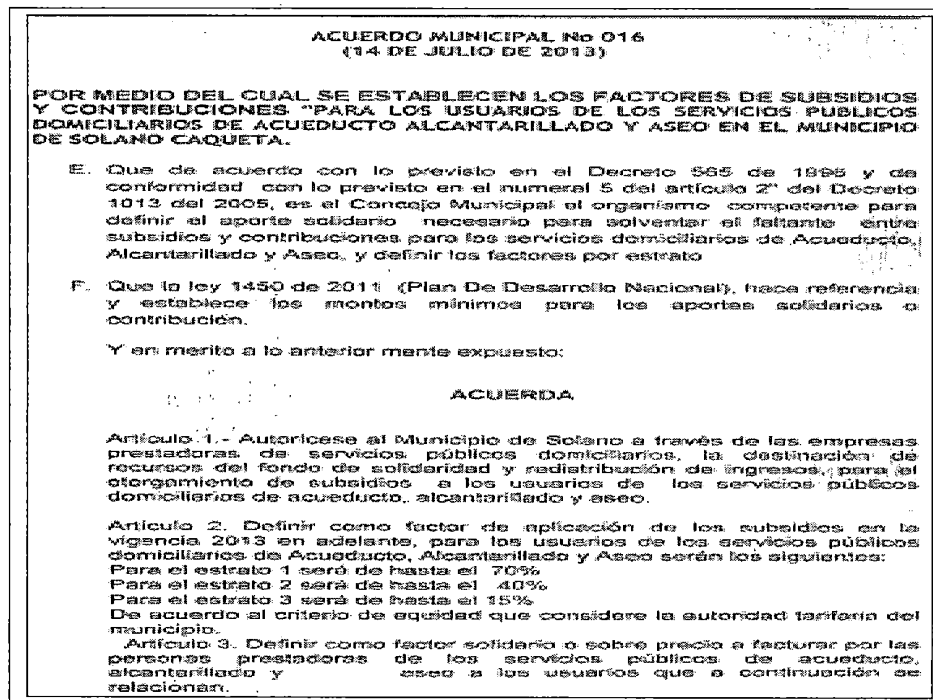 ACUERDO MUNICIPAL No 016
(14 DE JULIO DE 2013)
POR MEDIO DEL CUAL SE ESTABLECEN LOS FACTORES DE SUBSIDIOS
Y CONTRIBUCIONES "PARA LOS USUARIOS DE LOS SERVICIOS PUBLICOS
DOMICILIARIOS DE ACUEDUCTO ALCANTARILLADO Y ASEO EN EL MUNICIPIO
DE SOLANO CAQUETA.
E. Que de acuerdo con lo previsto en el Decreto 565 de 1996 y de
conformidad con lo previsto en el numeral 5 del artículo 2° del Decreto
1013 del 2005, es el Concejo Municipal el organismo competente para
definir el aporte solidario necesario para solventar el faltante entre
subsidios y contribuciones para los servicios domiciliarios de Acueducto,
Alcantarillado y Aseo, y definir los factores por estrato
F. Que la ley 1450 de 2011 (Plan De Desarrollo Nacional), hace referencia
y establece los montos mínimos para los aportes solidarios o
contribución.
Y en merito a lo anterior mente expuesto:
ACUERDA
Artículo 1.- Autorícese al Municipio de Solano a través de las empresas
prestadoras de servicios públicos domiciliarios, la destinación de
recursos del fondo de solidaridad y redistribución de ingresos, para el
otorgamiento de subsidios a los usuarios de los servicios públicos
domiciliarios de acueducto, alcantarillado y aseo.
Artículo 2. Definir como factor de aplicación de los subsidios en la
vigencia 2013 en adelante, para los usuarios de los servicios públicos
domiciliarios de Acueducto, Alcantarillado y Aseo serán los siguientes:
Para el estrato 1 será de hasta el 70%
Para el estrato 2 será de hasta el 40%
Para el estrato 3 será de hasta el 15%
De acuerdo al criterio de equidad que considere la autoridad tarifaria del
municipio.
Artículo 3. Definir como factor solidario o sobre precio a facturar por las
personas prestadoras de los servicios públicos de acueducto,
alcantarillado y aseo a los usuarios que a continuación se
relacionan.